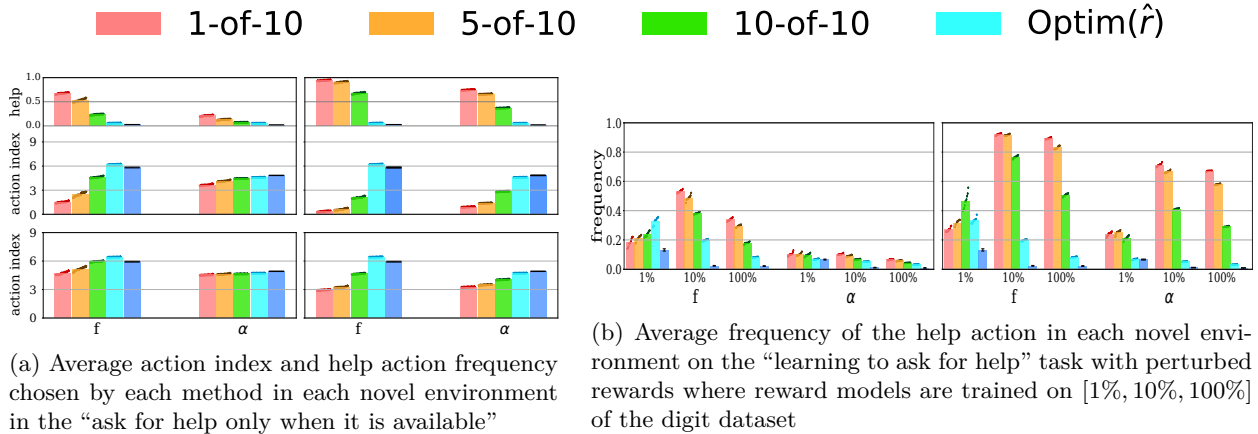 1-of-10 5-of-10 10-of-10 Optim(r̂)
help
1.0
0.5
0.0
action index
9
6
3
0
action index
9
6
3
0
f α f α
(a) Average action index and help action frequency
chosen by each method in each novel environment
in the “ask for help only when it is available”
frequency
1.0
0.8
0.6
0.4
0.2
0.0
1% 10% 100% 1% 10% 100% 1% 10% 100% 1% 10% 100%
f α f α
(b) Average frequency of the help action in each novel envi-
ronment on the “learning to ask for help” task with perturbed
rewards where reward models are trained on [1%, 10%, 100%]
of the digit dataset